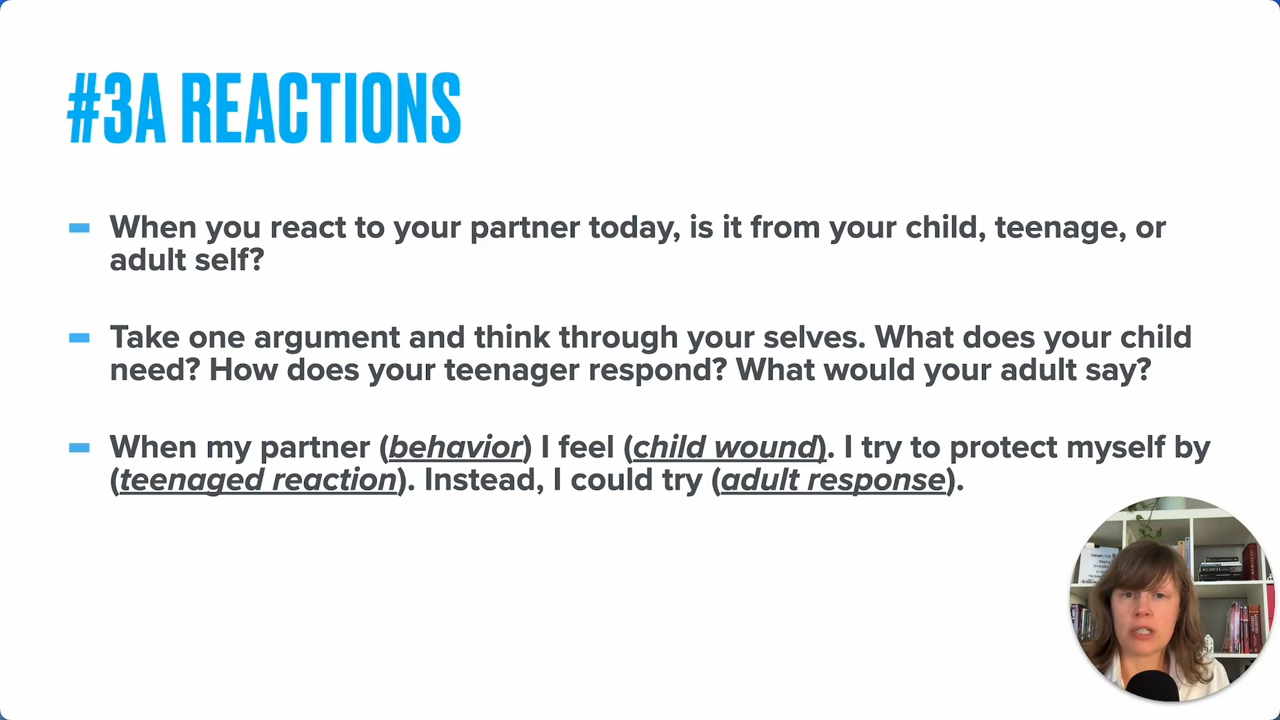 #3A REACTIONS
When you react to your partner today, is it from your child, teenage, or
adult self?
Take one argument and think through your selves. What does your child
need? How does your teenager respond? What would your adult say?
When my partner (behavior) I feel (child wound). I try to protect myself by
(teenaged reaction). Instead, I could try (adult response).